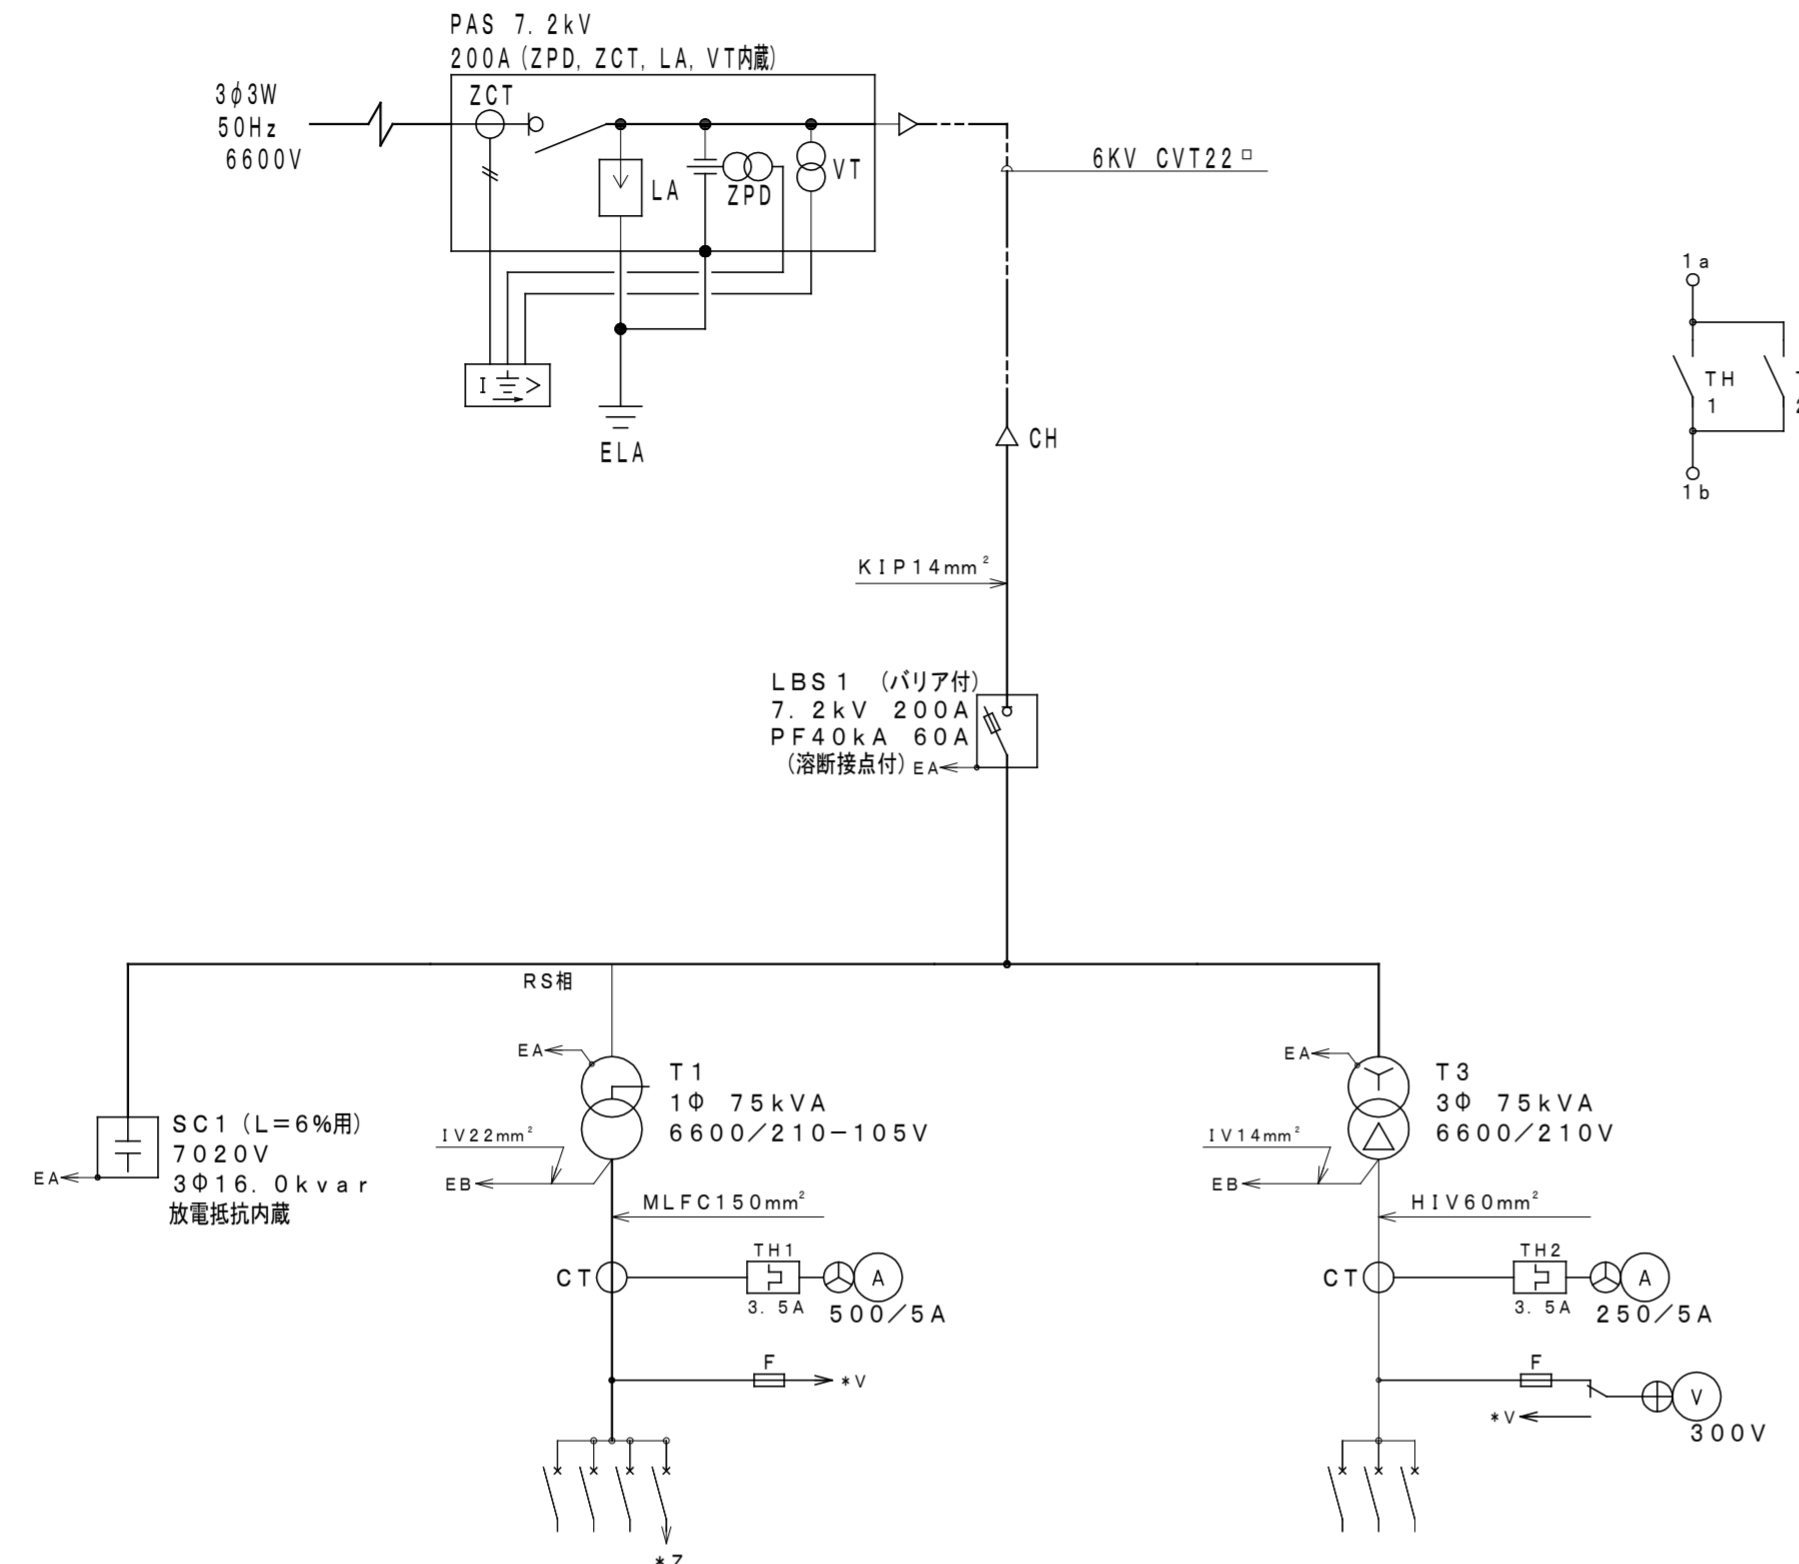 PAS 7.2kV
200A(ZPD, ZCT, LA, VT内蔵)
3φ3W
50Hz
6600V
ZCT
LA
ZPD
VT
I >
ELA
6KV CVT22□
CH
1a
TH
1
1b
KIP14mm²
LBS1 (バリア付)
7.2kV 200A
PF40kA 60A
(溶断接点付)
EA
RS相
EA
T1
1Φ 75kVA
6600/210-105V
EA
T3
3Φ 75kVA
6600/210V
SC1(L=6%用)
7020V
3Φ16.0kvar
放電抵抗内蔵
EA
IV22mm²
EB
MLFC150mm²
IV14mm²
EB
HIV60mm²
CT
TH1
3.5A
A
500/5A
CT
TH2
3.5A
A
250/5A
F
*V
F
*V
V
300V
*Z